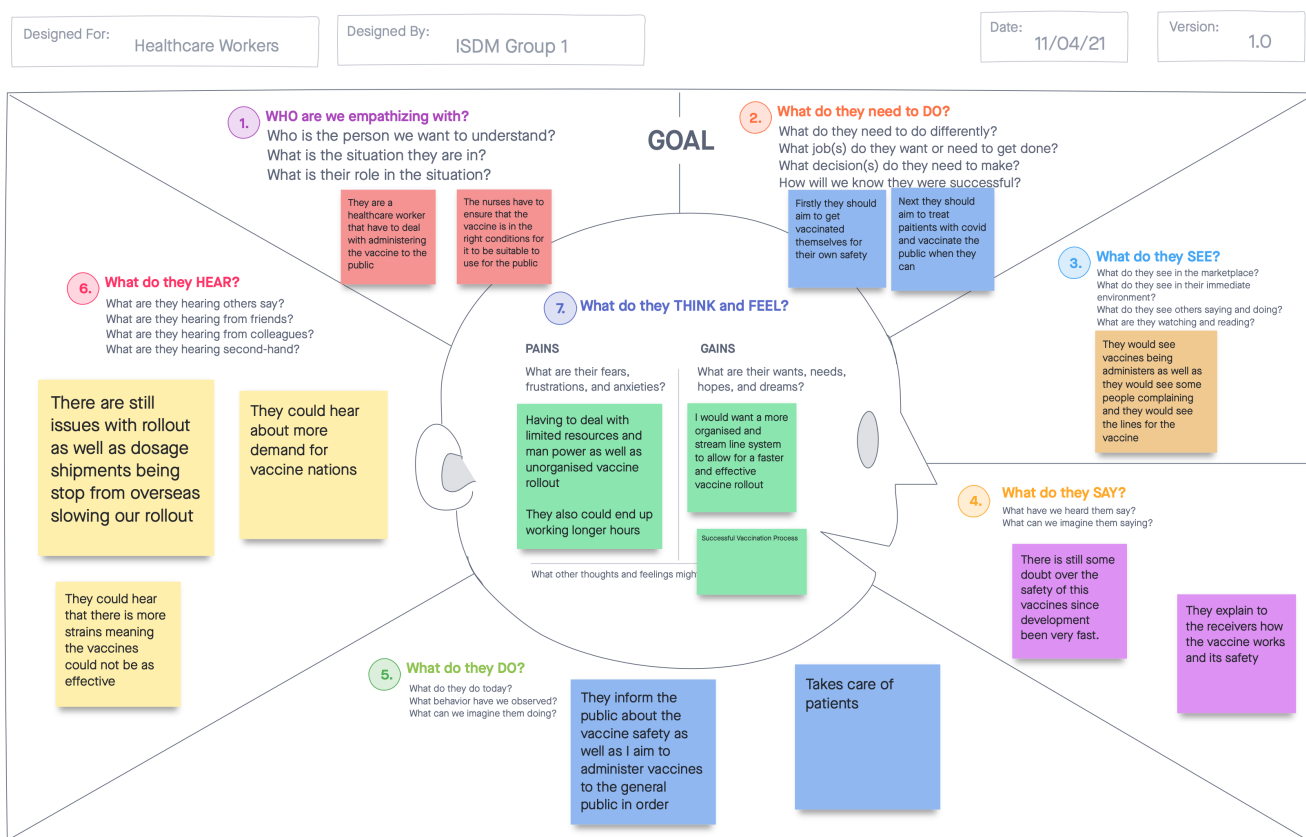 Designed For:
Healthcare Workers
Designed By:
ISDM Group 1
Date:
11/04/21
Version:
1.0
GOAL
1.
WHO are we empathizing with?
Who is the person we want to understand?
What is the situation they are in?
What is their role in the situation?
They are a
healthcare worker
that have to deal
with administering
the vaccine to the
public
The nurses have to
ensure that the
vaccine is in the
right conditions for
it to be suitable to
use for the public
2.
What do they need to DO?
What do they need to do differently?
What job(s) do they want or need to get done?
What decision(s) do they need to make?
How will we know they were successful?
Firstly they should
aim to get
vaccinated
themselves for
their own safety
Next they should
aim to treat
patients with covid
and vaccinate the
public when they
can
3.
What do they SEE?
What do they see in the marketplace?
What do they see in their immediate
environment?
What do they see others saying and doing?
What are they watching and reading?
They would see
vaccines being
administers as well as
they would see some
people complaining
and they would see
the lines for the
vaccine
4.
What do they SAY?
What have we heard them say?
What can we imagine them saying?
There is still some
doubt over the
safety of this
vaccines since
development
been very fast.
They explain to
the receivers how
the vaccine works
and its safety
5.
What do they DO?
What do they do today?
What behavior have we observed?
What can we imagine them doing?
They inform the
public about the
vaccine safety as
well as I aim to
administer vaccines
to the general
public in order
Takes care of
patients
6.
What do they HEAR?
What are they hearing others say?
What are they hearing from friends?
What are they hearing from colleagues?
What are they hearing second-hand?
There are still
issues with rollout
as well as dosage
shipments being
stop from overseas
slowing our rollout
They could hear
about more
demand for
vaccine nations
They could hear
that there is more
strains meaning
the vaccines
could not be as
effective
7.
What do they THINK and FEEL?
PAINS
What are their fears,
frustrations, and anxieties?
Having to deal with
limited resources and
man power as well as
unorganised vaccine
rollout
They also could end up
working longer hours
GAINS
What are their wants, needs,
hopes, and dreams?
I would want a more
organised and
stream line system
to allow for a faster
and effective
vaccine rollout
Successful Vaccination Process
What other thoughts and feelings migh